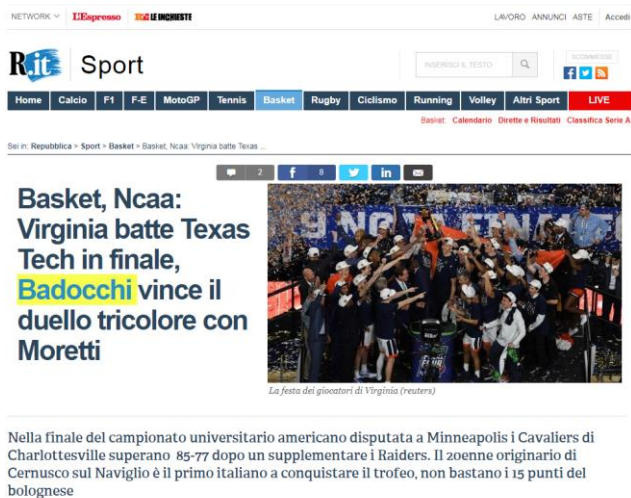 NETWORK L'Espresso LE INCHIESTE LAVORO ANNUNCI ASTE Accedi
R.it Sport INSERISCI IL TESTO SCOMMESSE
Home Calcio F1 F-E MotoGP Tennis Basket Rugby Ciclismo Running Volley Altri Sport LIVE
Basket: Calendario Dirette e Risultati Classifica Serie A
Sei in: Repubblica > Sport > Basket > Basket, Ncaa: Virginia batte Texas ...
2 f 8 in
Basket, Ncaa:
Virginia batte Texas
Tech in finale,
Badocchi vince il
duello tricolore con
Moretti
La festa dei giocatori di Virginia (reuters)
Nella finale del campionato universitario americano disputata a Minneapolis i Cavaliers di
Charlottesville superano 85-77 dopo un supplementare i Raiders. Il 20enne originario di
Cernusco sul Naviglio è il primo italiano a conquistare il trofeo, non bastano i 15 punti del
bolognese